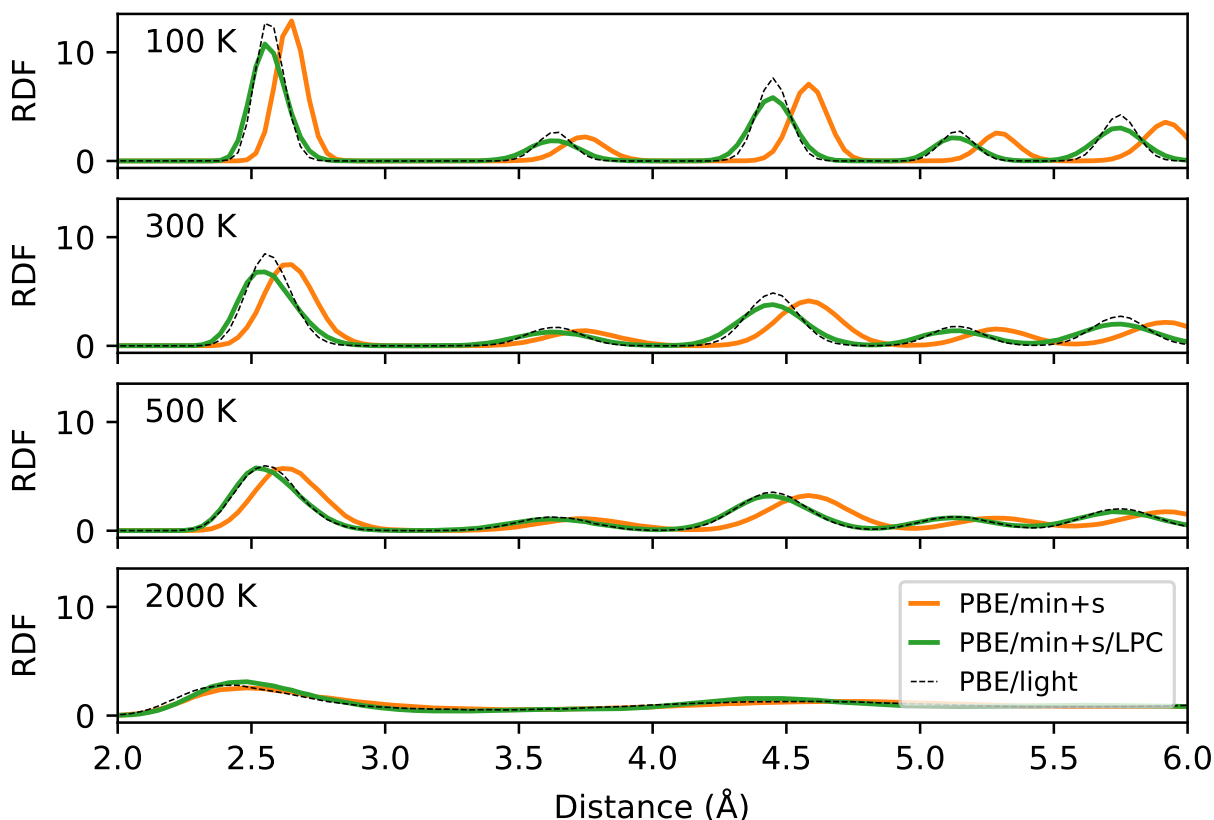 RDF
10
0
100 K
RDF
10
0
300 K
RDF
10
0
500 K
RDF
10
0
2000 K
PBE/min+s
PBE/min+s/LPC
PBE/light
2.0 2.5 3.0 3.5 4.0 4.5 5.0 5.5 6.0
Distance (Å)